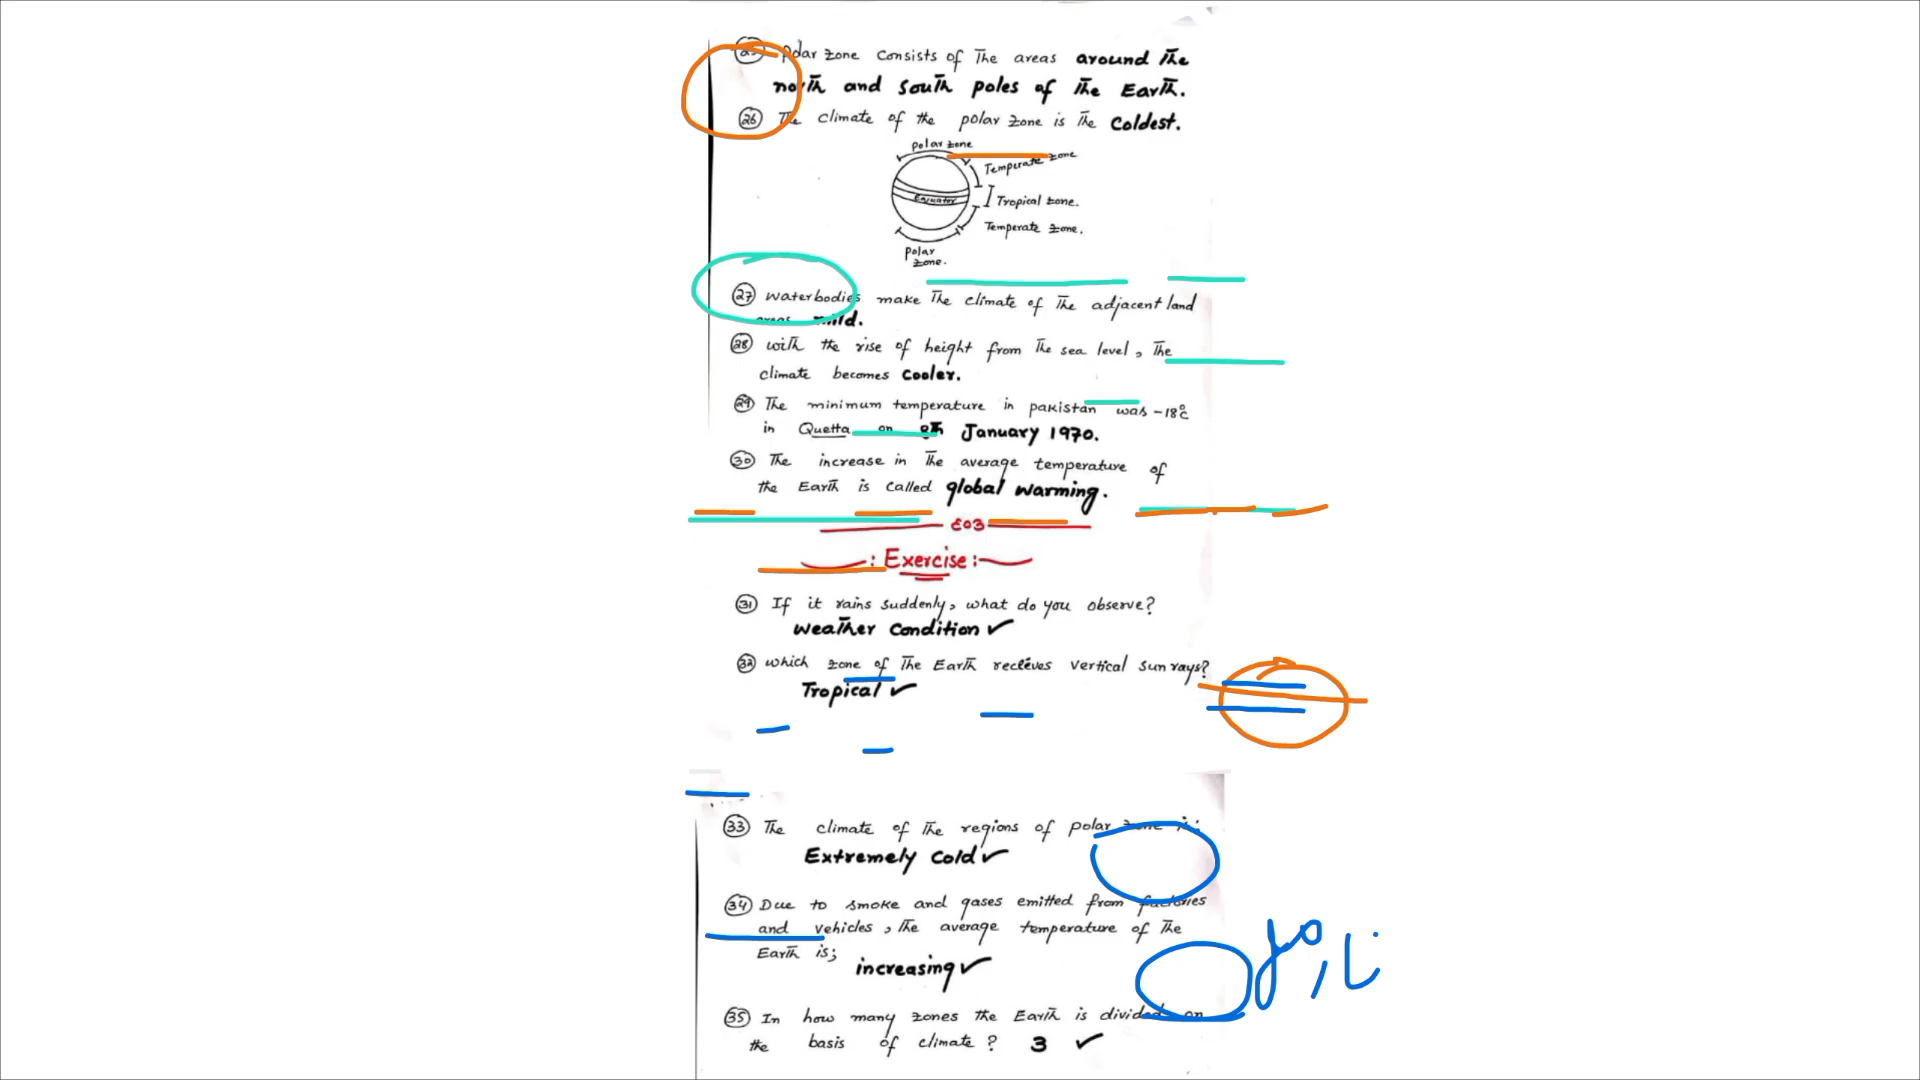 25 Polar zone consists of The areas around The
north and South poles of The Earth.
26 The climate of the polar zone is The Coldest.
Polar zone
Temperate zone
Equator
Tropical zone.
Temperate zone.
Polar
zone.
27 Waterbodies make The climate of The adjacent land
areas mild.
28 with the rise of height from The sea level, The
climate becomes Cooler.
29 The minimum temperature in pakistan was -18°C
in Quetta on 8Th January 1970.
30 The increase in The average temperature of
the Earth is called global warming.
Exercise:
31 If it rains suddenly, what do you observe?
Weather Condition ✓
32 which zone of The Earth recieves vertical sun rays?
Tropical ✓
33 The climate of The regions of polar zone is;
Extremely Cold ✓
34 Due to smoke and gases emitted from factories
and vehicles, The average temperature of The
Earth is;
increasing ✓
35 In how many zones the Earth is divided on
the basis of climate? 3 ✓